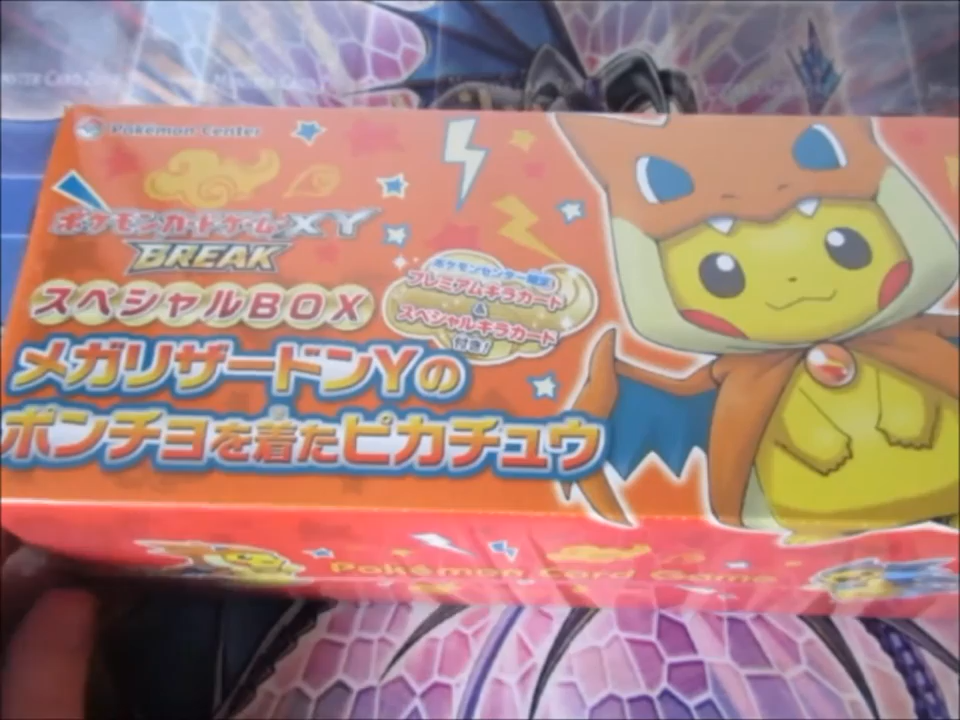 Pokémon Center
ポケモンカードゲームXY
BREAK
スペシャルBOX
ポケモンセンター限定
プレミアムキラカード
&
スペシャルキラカード
付き!
メガリザードンYの
ポンチョを着たピカチュウ
Pokémon Card Game